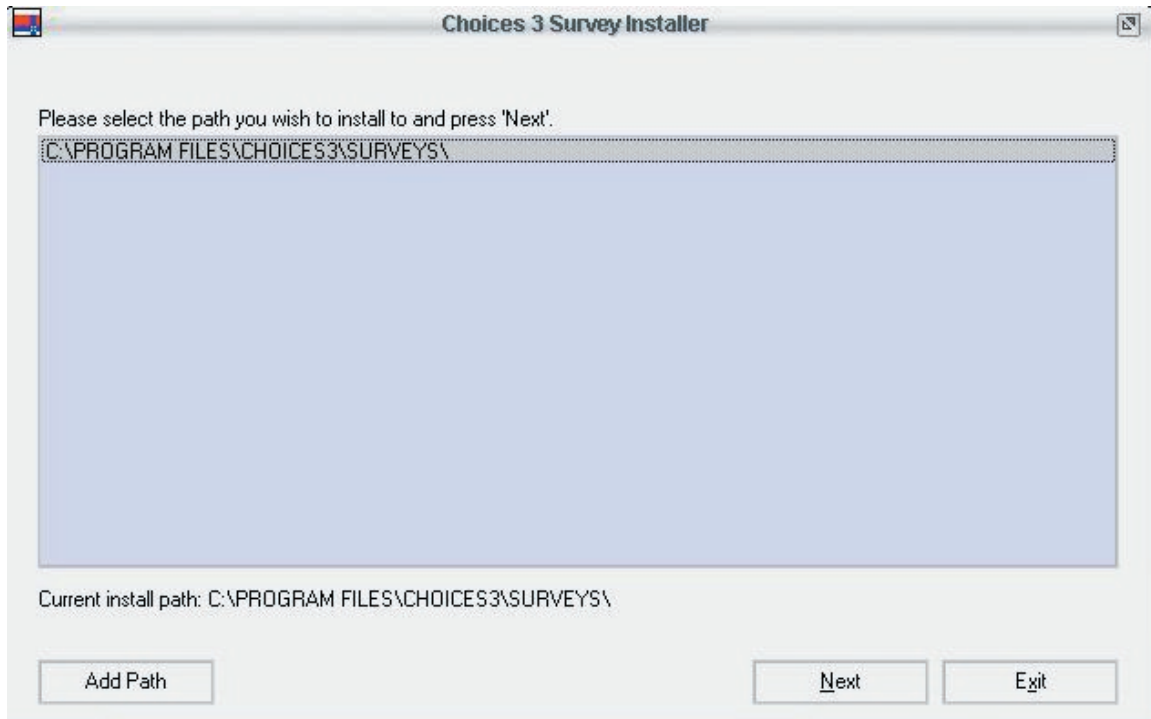 Choices 3 Survey Installer
Please select the path you wish to install to and press 'Next'.
C:\PROGRAM FILES\CHOICES3\SURVEYS\
Current install path: C:\PROGRAM FILES\CHOICES3\SURVEYS\
Add Path
Next
Exit